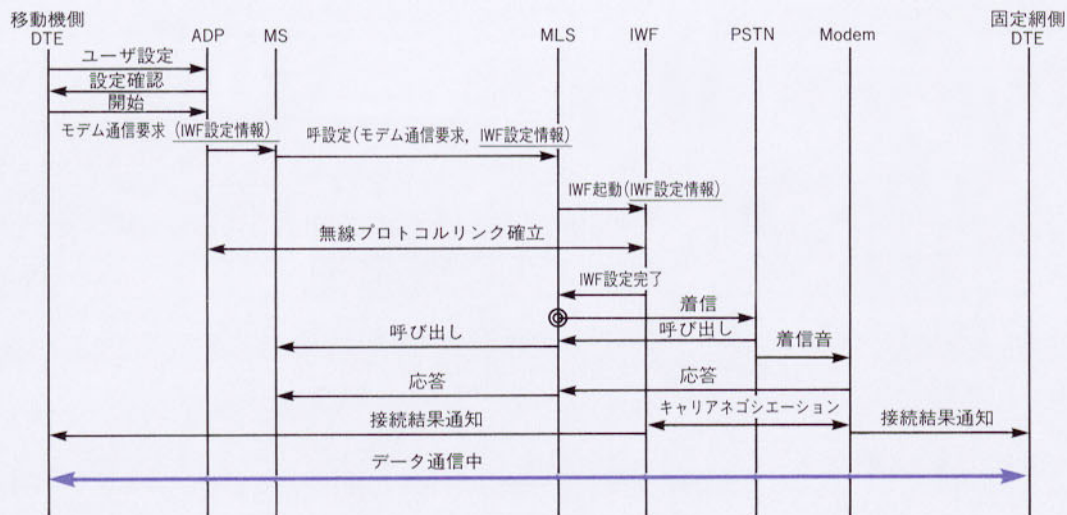 移動機側
DTE
ADP
MS
MLS
IWF
PSTN
Modem
固定網側
DTE
ユーザ設定
設定確認
開始
モデム通信要求 (IWF設定情報)
呼設定(モデム通信要求, IWF設定情報)
IWF起動(IWF設定情報)
無線プロトコルリンク確立
IWF設定完了
着信
呼び出し
呼び出し
着信音
応答
応答
キャリアネゴシエーション
接続結果通知
接続結果通知
データ通信中